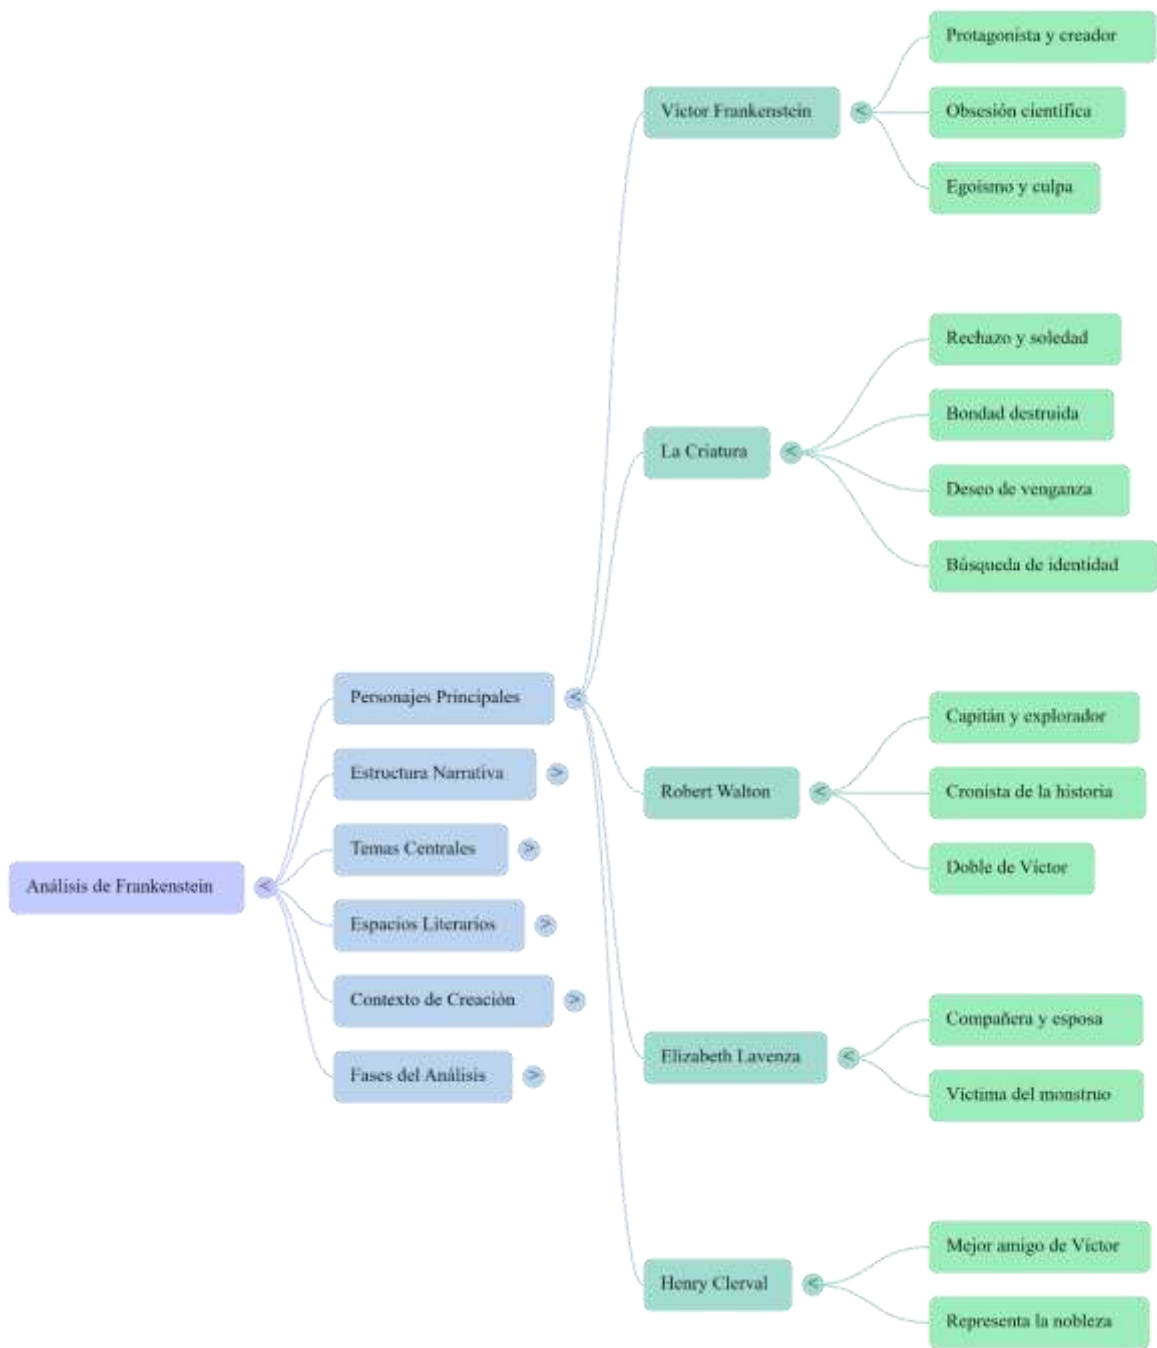 Análisis de Frankenstein
Personajes Principales
Estructura Narrativa
Temas Centrales
Espacios Literarios
Contexto de Creación
Fases del Análisis
Víctor Frankenstein
Protagonista y creador
Obsesión científica
Egoísmo y culpa
La Criatura
Rechazo y soledad
Bondad destruida
Deseo de venganza
Búsqueda de identidad
Robert Walton
Capitán y explorador
Cronista de la historia
Doble de Víctor
Elizabeth Lavenza
Compañera y esposa
Víctima del monstruo
Henry Clerval
Mejor amigo de Víctor
Representa la nobleza